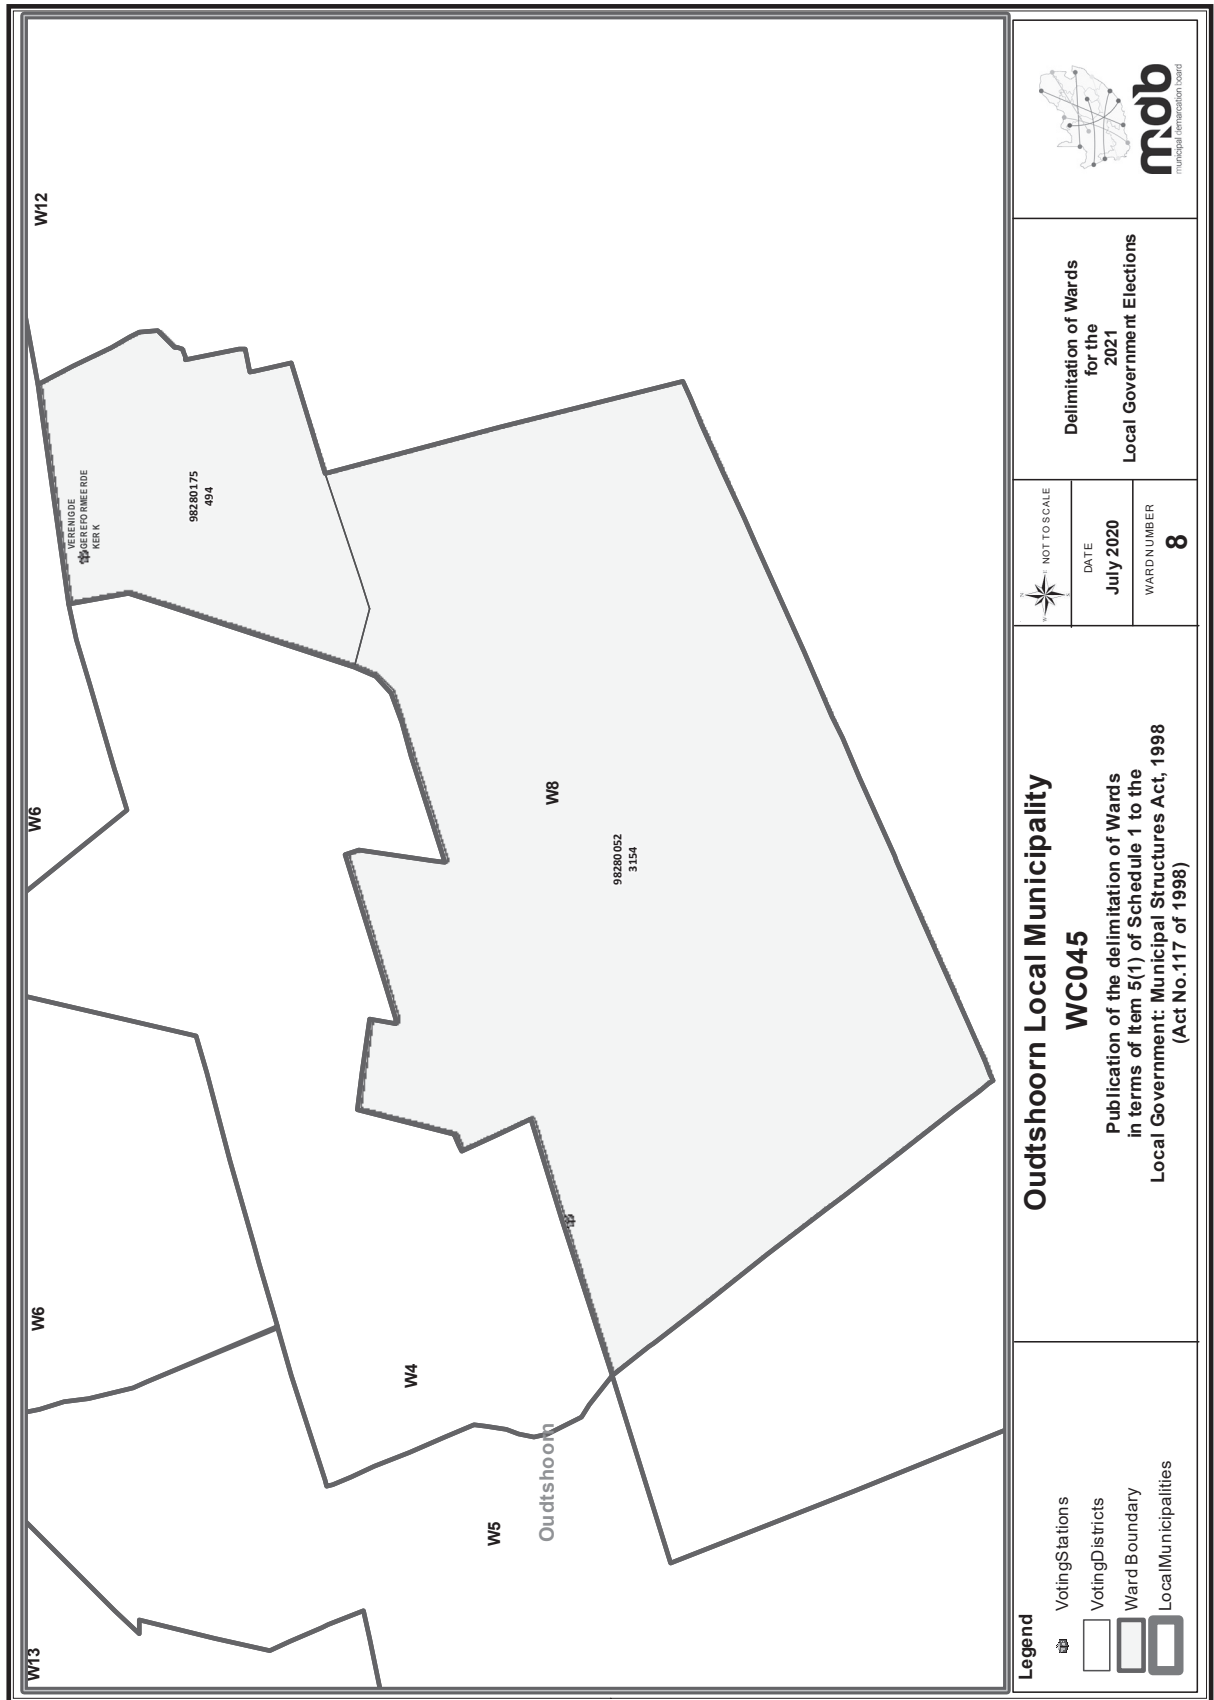 W12
W6
W6
W13
VERENIGDE
GEREFORMEERDE
KERK
98280175
494
W8
98280052
3154
W4
W5
Oudtshoorn
Legend
VotingStations
VotingDistricts
Ward Boundary
LocalMunicipalities
Oudtshoorn Local Municipality
WC045
Publication of the delimitation of Wards
in terms of Item 5(1) of Schedule 1 to the
Local Government: Municipal Structures Act, 1998
(Act No.117 of 1998)
N
W E
S
NOT TO SCALE
DATE
July 2020
WARD NUMBER
8
Delimitation of Wards
for the
2021
Local Government Elections
mdb
municipal demarcation board